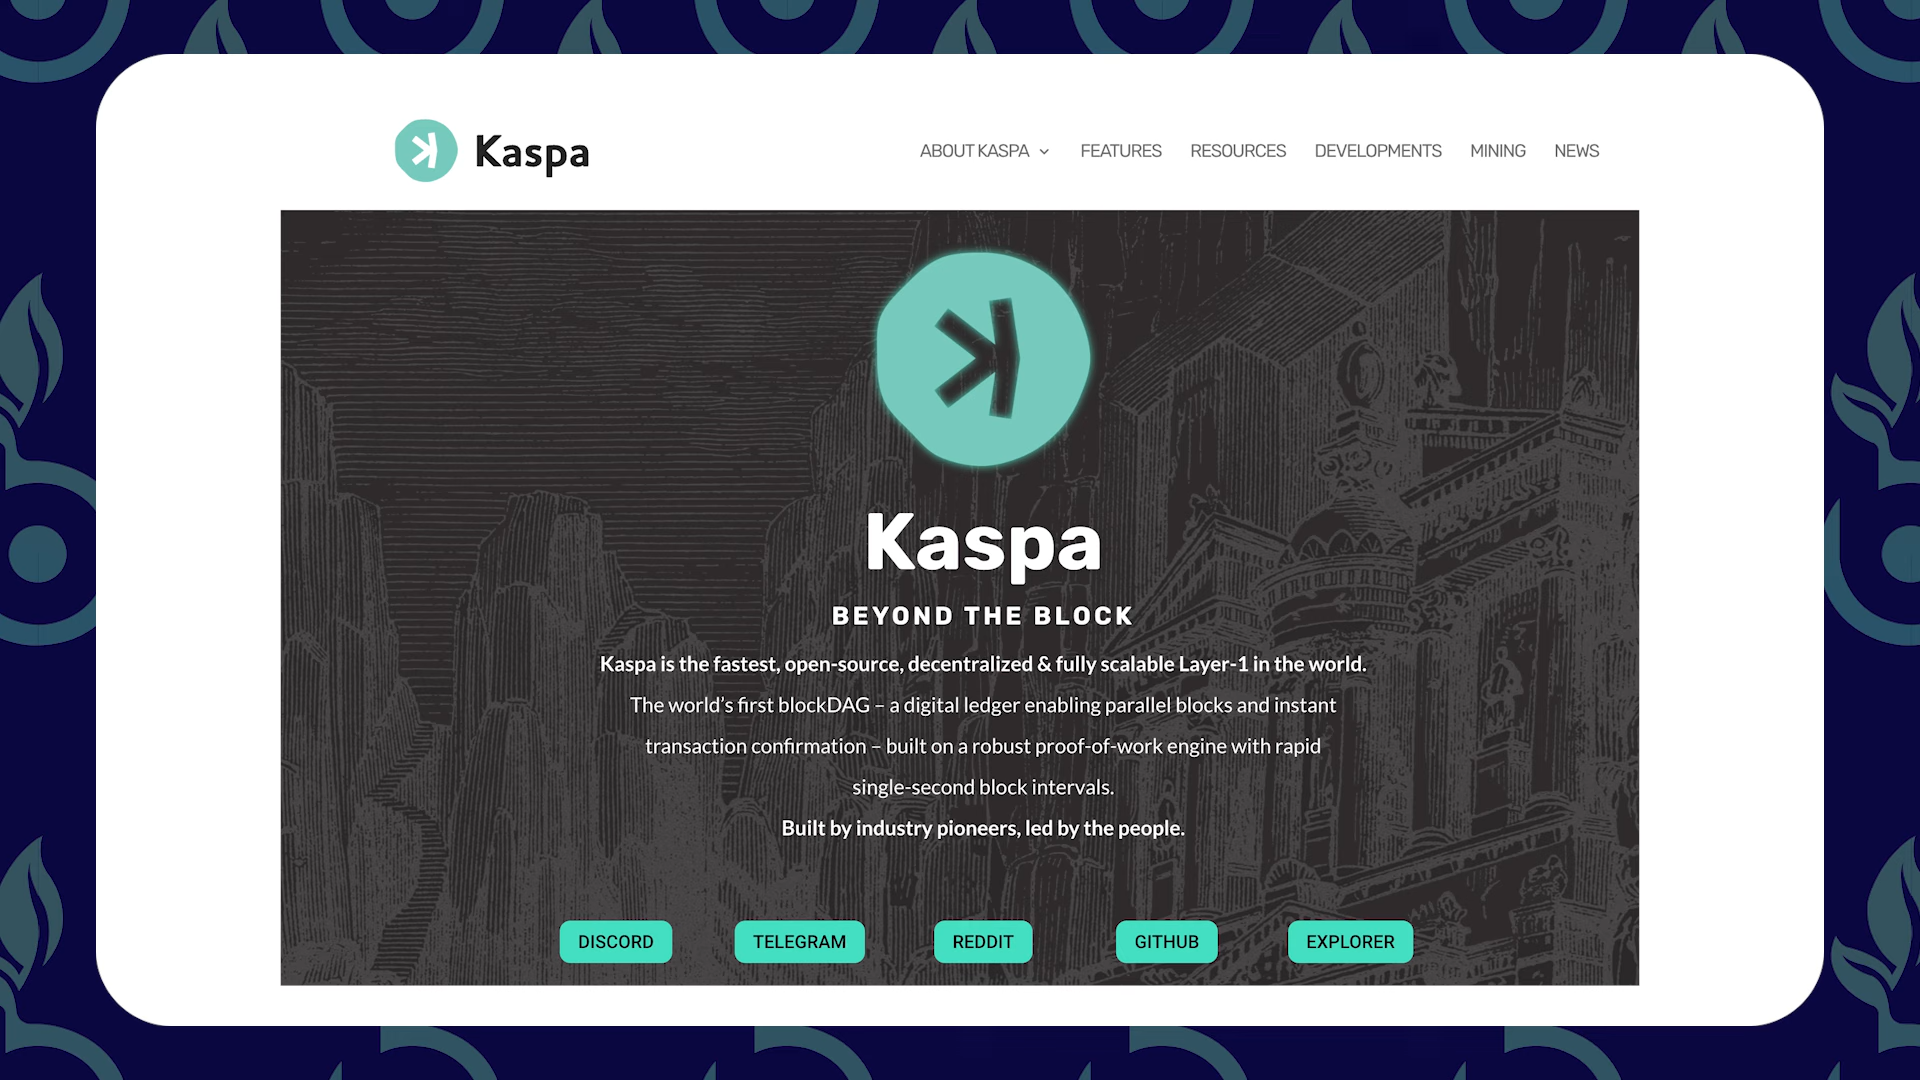 Kaspa
ABOUT KASPA FEATURES RESOURCES DEVELOPMENTS MINING NEWS
Kaspa
BEYOND THE BLOCK
Kaspa is the fastest, open-source, decentralized & fully scalable Layer-1 in the world.
The world’s first blockDAG – a digital ledger enabling parallel blocks and instant
transaction confirmation – built on a robust proof-of-work engine with rapid
single-second block intervals.
Built by industry pioneers, led by the people.
DISCORD TELEGRAM REDDIT GITHUB EXPLORER